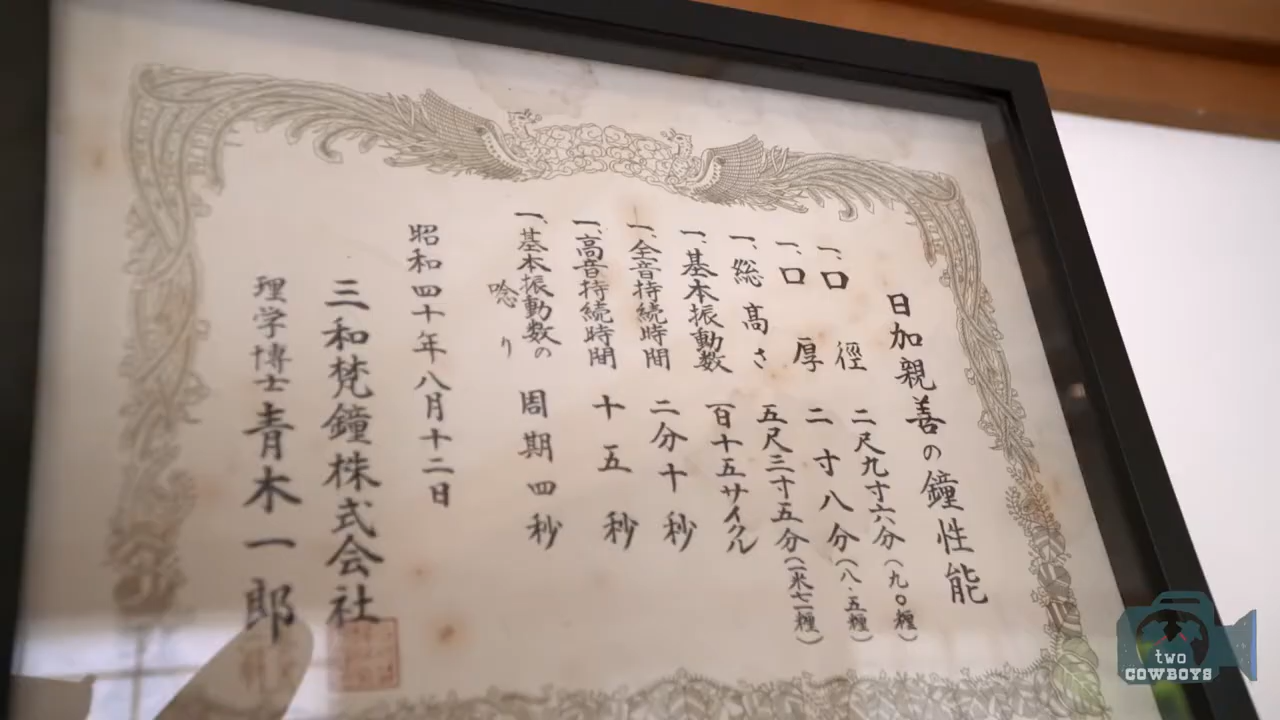 日加親善の鐘性能
一、口径 二尺九寸六分(九〇糎)
一、口厚 二寸八分(八・五糎)
一、総高さ 五尺三寸五分(一米七一糎)
一、基本振動数 百十五サイクル
一、全音持続時間 二分十秒
一、高音持続時間 十五秒
一、基本振動数の唸り 周期四秒
昭和四十年八月十二日
三和梵鐘株式会社
理学博士 青木一郎
two
COWBOYS